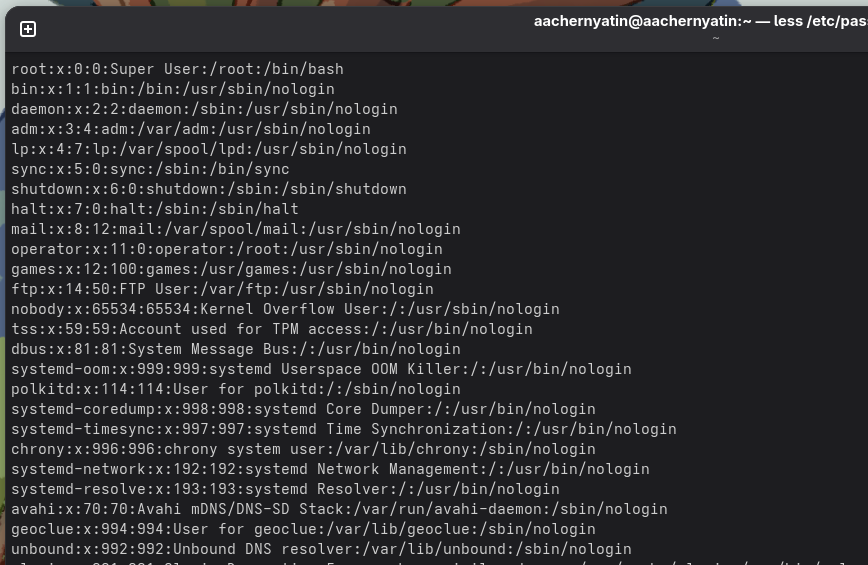 aachernyatin@aachernyatin:~ — less /etc/pas
~
root:x:0:0:Super User:/root:/bin/bash
bin:x:1:1:bin:/bin:/usr/sbin/nologin
daemon:x:2:2:daemon:/sbin:/usr/sbin/nologin
adm:x:3:4:adm:/var/adm:/usr/sbin/nologin
lp:x:4:7:lp:/var/spool/lpd:/usr/sbin/nologin
sync:x:5:0:sync:/sbin:/bin/sync
shutdown:x:6:0:shutdown:/sbin:/sbin/shutdown
halt:x:7:0:halt:/sbin:/sbin/halt
mail:x:8:12:mail:/var/spool/mail:/usr/sbin/nologin
operator:x:11:0:operator:/root:/usr/sbin/nologin
games:x:12:100:games:/usr/games:/usr/sbin/nologin
ftp:x:14:50:FTP User:/var/ftp:/usr/sbin/nologin
nobody:x:65534:65534:Kernel Overflow User:/:/usr/sbin/nologin
tss:x:59:59:Account used for TPM access:/:/usr/bin/nologin
dbus:x:81:81:System Message Bus:/:/usr/bin/nologin
systemd-oom:x:999:999:systemd Userspace OOM Killer:/:/usr/bin/nologin
polkitd:x:114:114:User for polkitd:/:/sbin/nologin
systemd-coredump:x:998:998:systemd Core Dumper:/:/usr/bin/nologin
systemd-timesync:x:997:997:systemd Time Synchronization:/:/usr/bin/nologin
chrony:x:996:996:chrony system user:/var/lib/chrony:/sbin/nologin
systemd-network:x:192:192:systemd Network Management:/:/usr/bin/nologin
systemd-resolve:x:193:193:systemd Resolver:/:/usr/bin/nologin
avahi:x:70:70:Avahi mDNS/DNS-SD Stack:/var/run/avahi-daemon:/sbin/nologin
geoclue:x:994:994:User for geoclue:/var/lib/geoclue:/sbin/nologin
unbound:x:992:992:Unbound DNS resolver:/var/lib/unbound:/sbin/nologin